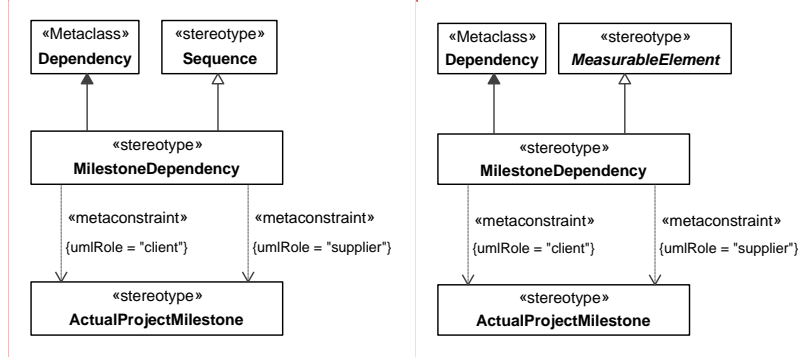 «Metaclass»
Dependency
«stereotype»
Sequence
«stereotype»
MilestoneDependency
«metaconstraint»
{umlRole = "client"}
«metaconstraint»
{umlRole = "supplier"}
«stereotype»
ActualProjectMilestone
«Metaclass»
Dependency
«stereotype»
MeasurableElement
«stereotype»
MilestoneDependency
«metaconstraint»
{umlRole = "client"}
«metaconstraint»
{umlRole = "supplier"}
«stereotype»
ActualProjectMilestone